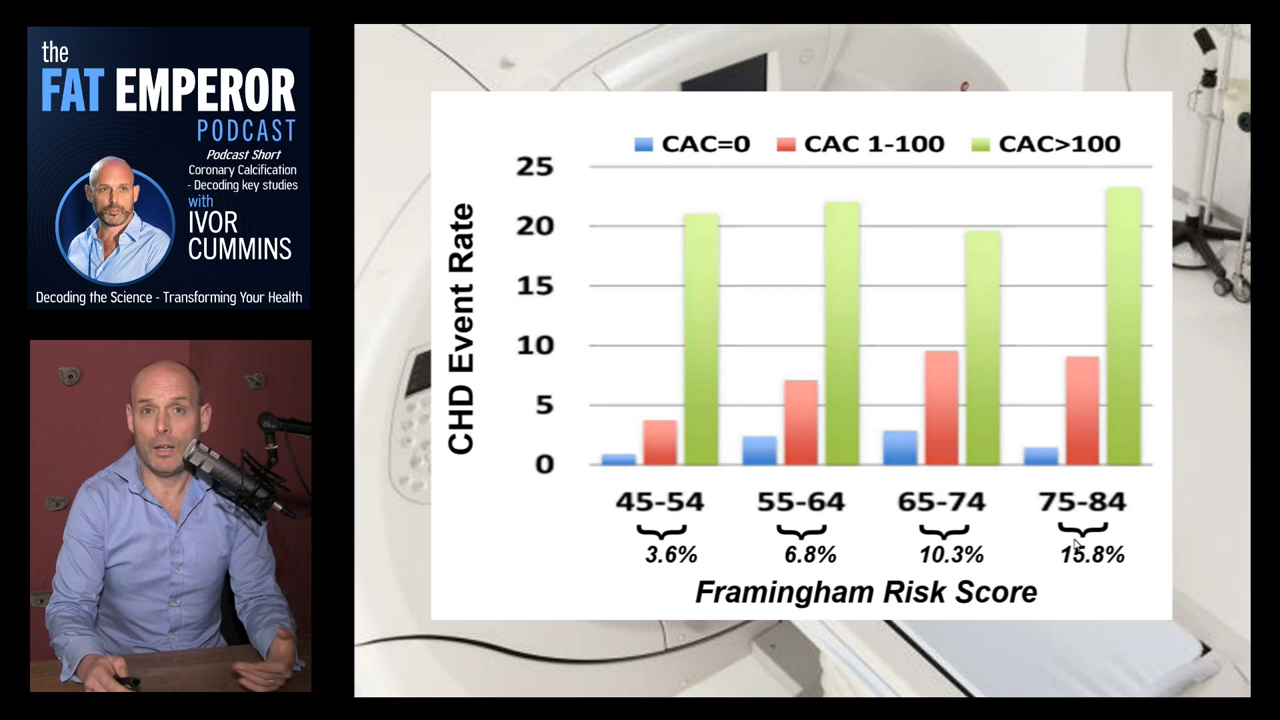 the
FAT EMPEROR
PODCAST
Podcast Short
Coronary Calcification
- Decoding key studies
with
IVOR
CUMMINS
Decoding the Science - Transforming Your Health
CAC=0 CAC 1-100 CAC>100
25
20
15
10
5
0
CHD Event Rate
45-54 55-64 65-74 75-84
3.6% 6.8% 10.3% 15.8%
Framingham Risk Score